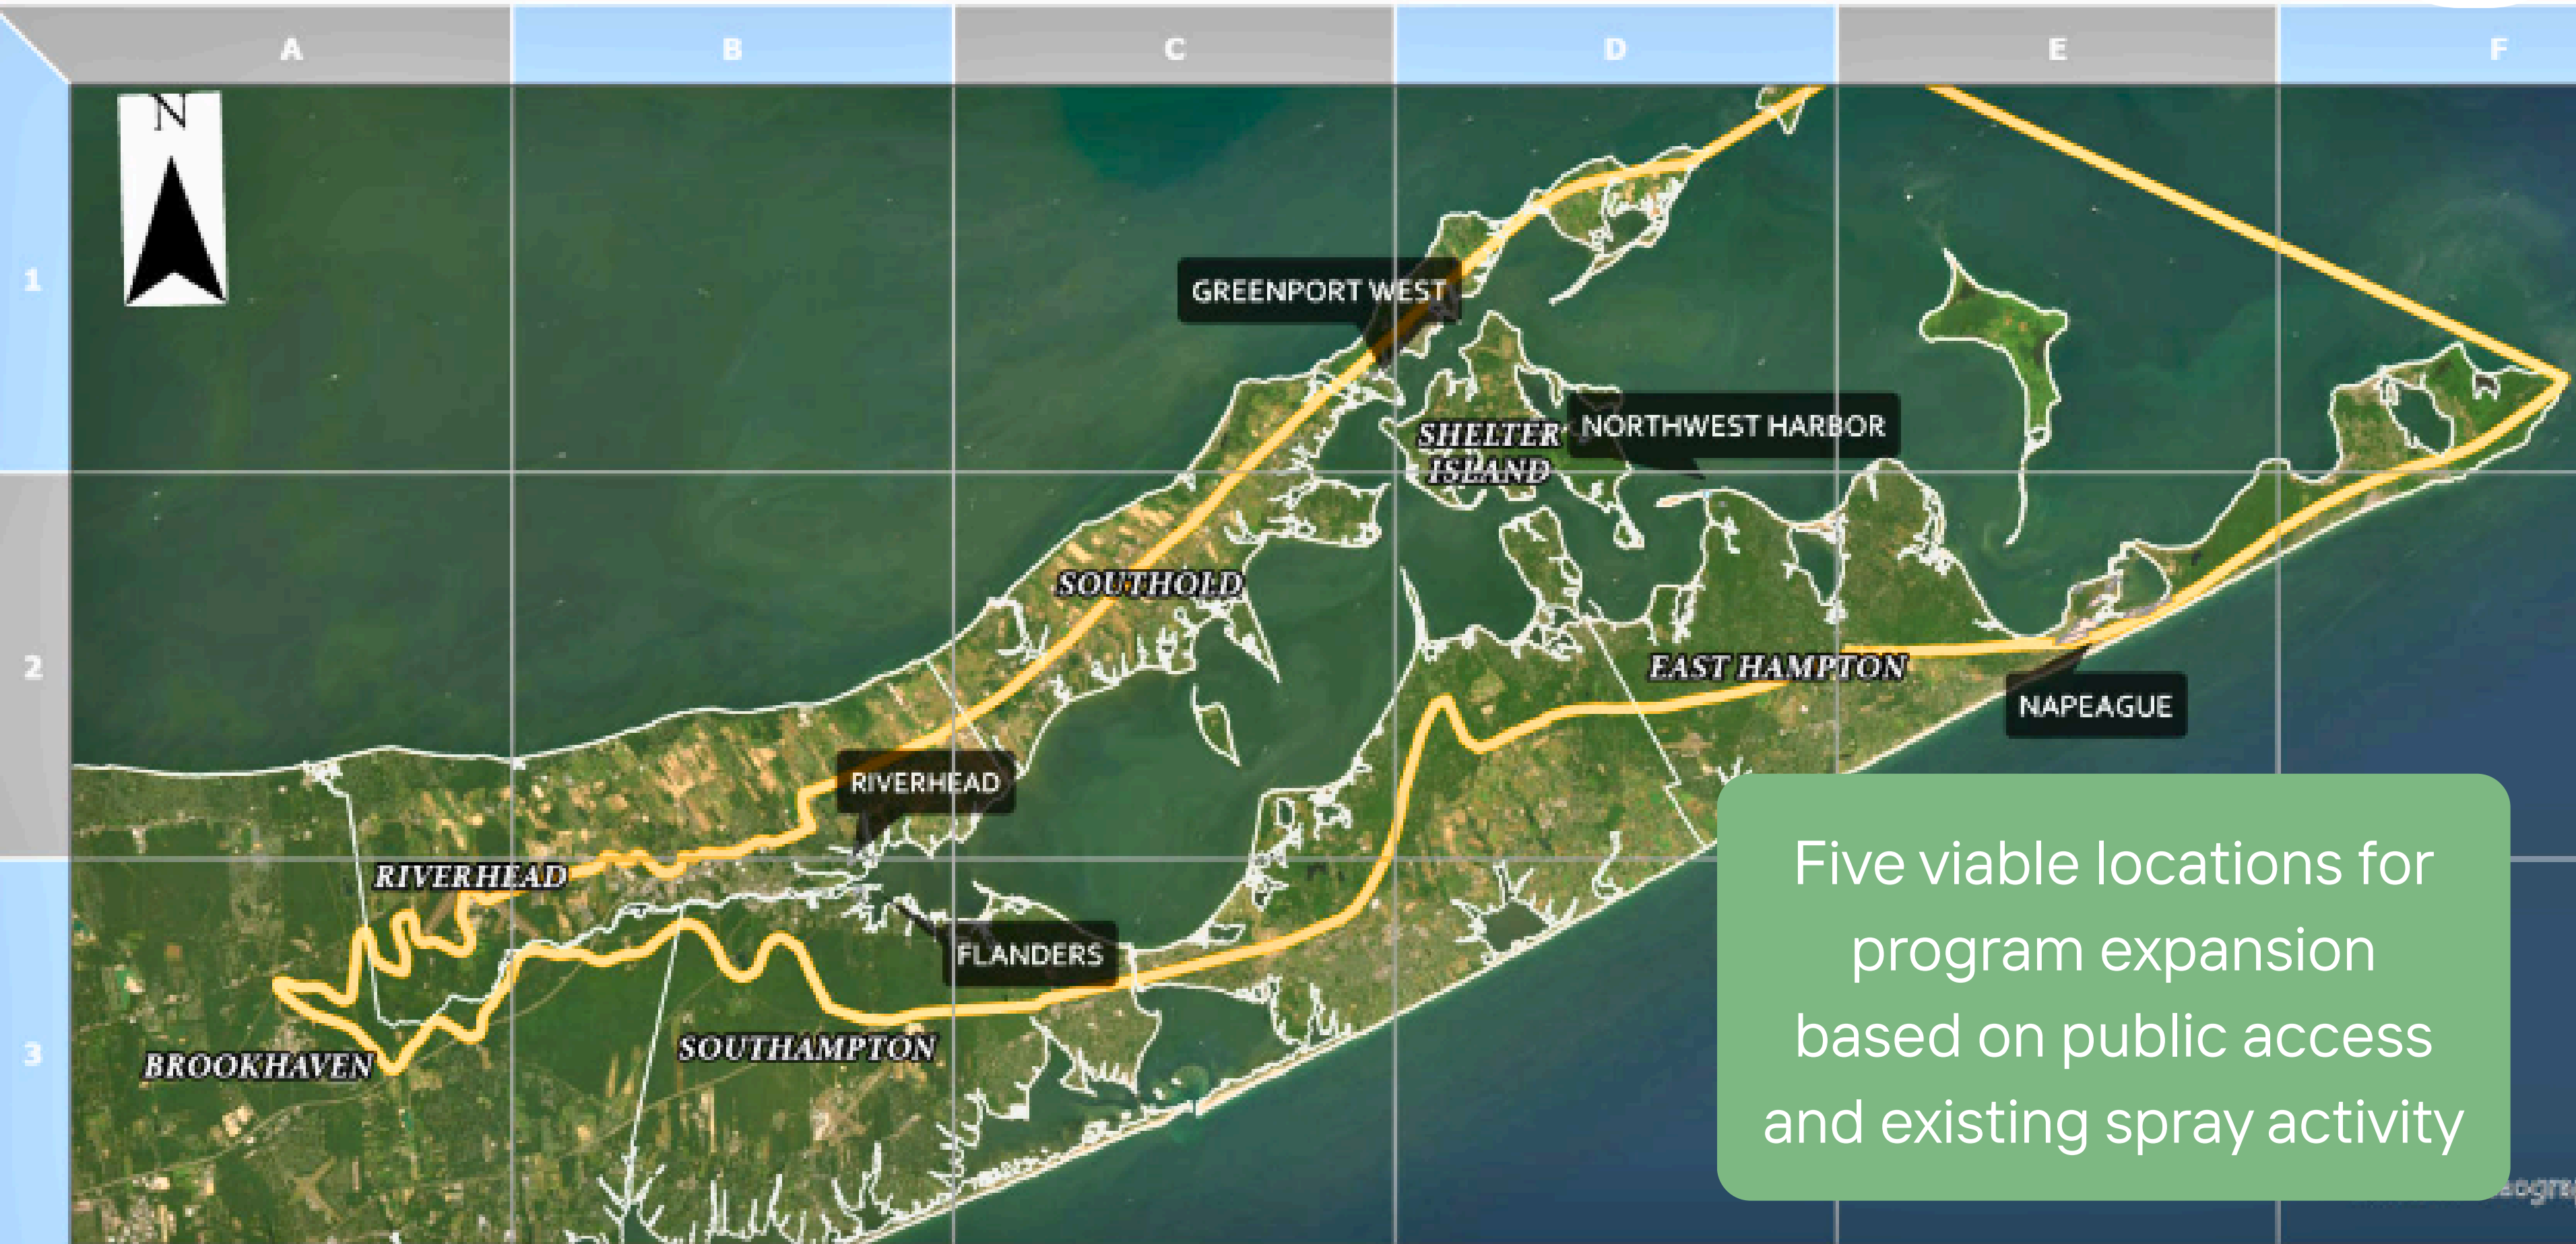 A B C D E F
N
1
GREENPORT WEST
NORTHWEST HARBOR
SHELTER
ISLAND
SOUTHOLD
2
EAST HAMPTON
NAPEAGUE
RIVERHEAD
RIVERHEAD
FLANDERS
3
SOUTHAMPTON
BROOKHAVEN
Five viable locations for
program expansion
based on public access
and existing spray activity